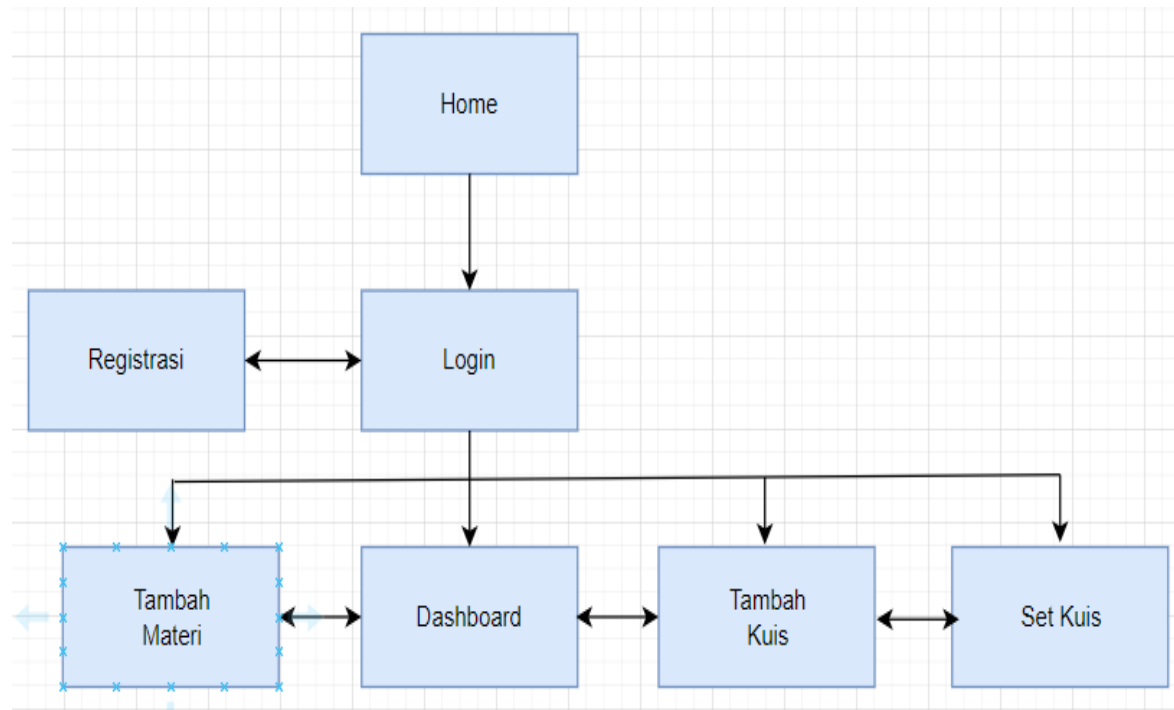 Home
Registrasi
Login
Tambah
Materi
Dashboard
Tambah
Kuis
Set Kuis